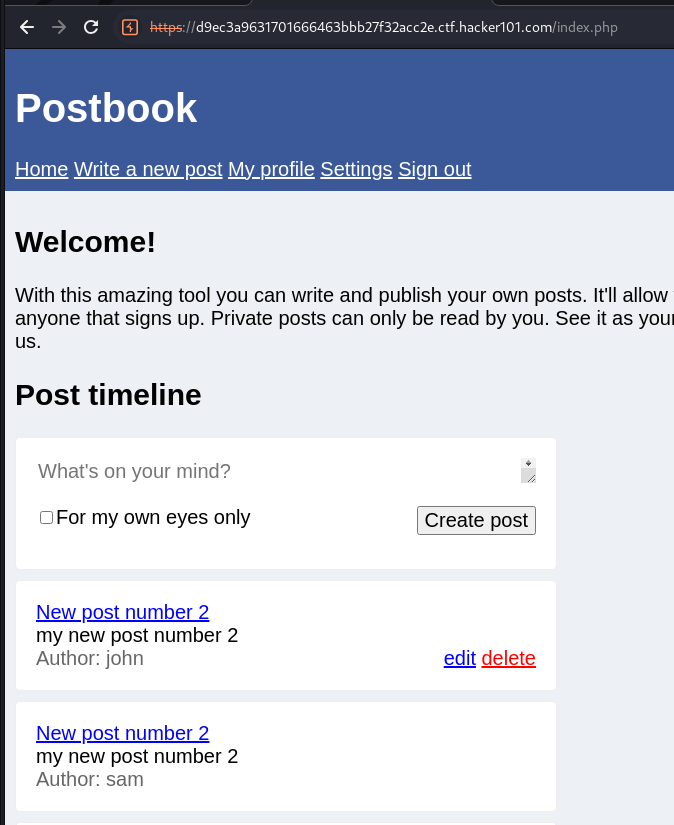 https://d9ec3a9631701666463bbb27f32acc2e.ctf.hacker101.com/index.php
Postbook
Home Write a new post My profile Settings Sign out
Welcome!
With this amazing tool you can write and publish your own posts. It'll allow
anyone that signs up. Private posts can only be read by you. See it as your
us.
Post timeline
What's on your mind?
For my own eyes only Create post
New post number 2
my new post number 2
Author: john edit delete
New post number 2
my new post number 2
Author: sam